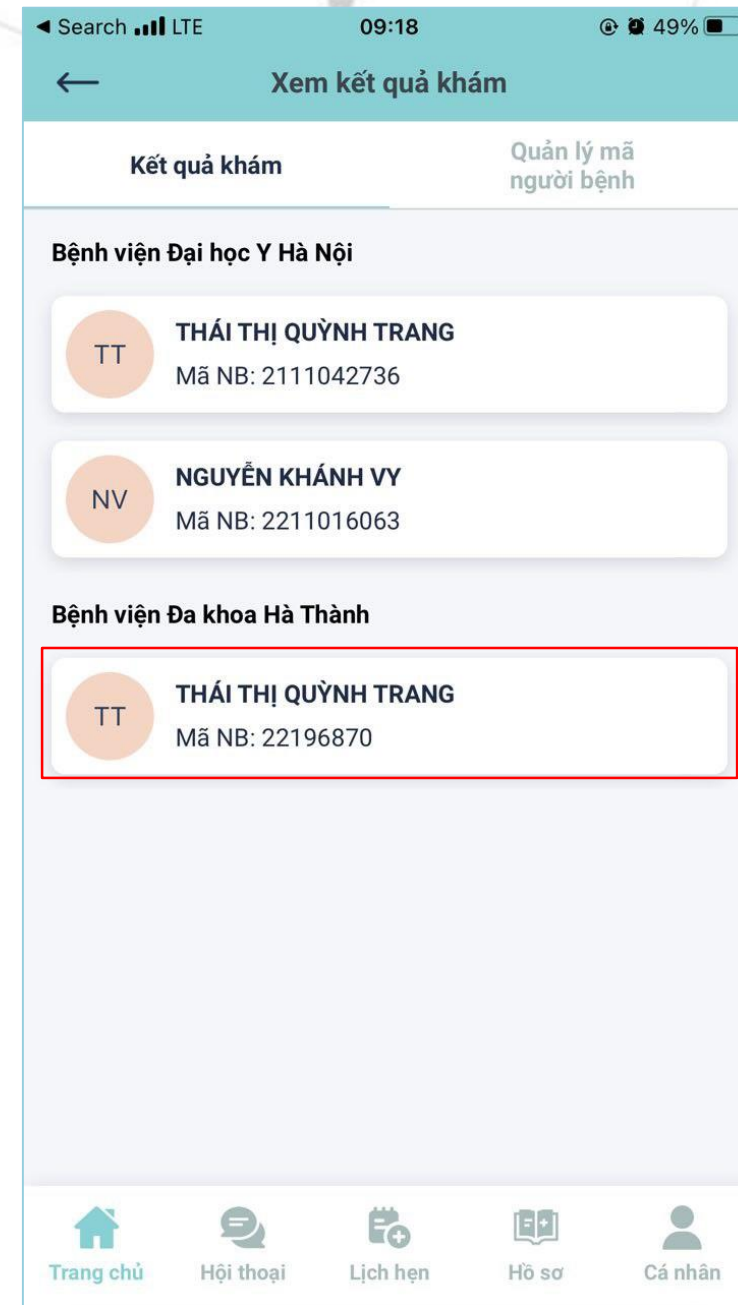 ◀ Search LTE 09:18 49%
Xem kết quả khám
Kết quả khám
Quản lý mã
người bệnh
Bệnh viện Đại học Y Hà Nội
TT
THÁI THỊ QUỲNH TRANG
Mã NB: 2111042736
NV
NGUYỄN KHÁNH VY
Mã NB: 2211016063
Bệnh viện Đa khoa Hà Thành
TT
THÁI THỊ QUỲNH TRANG
Mã NB: 22196870
Trang chủ Hội thoại Lịch hẹn Hồ sơ Cá nhân